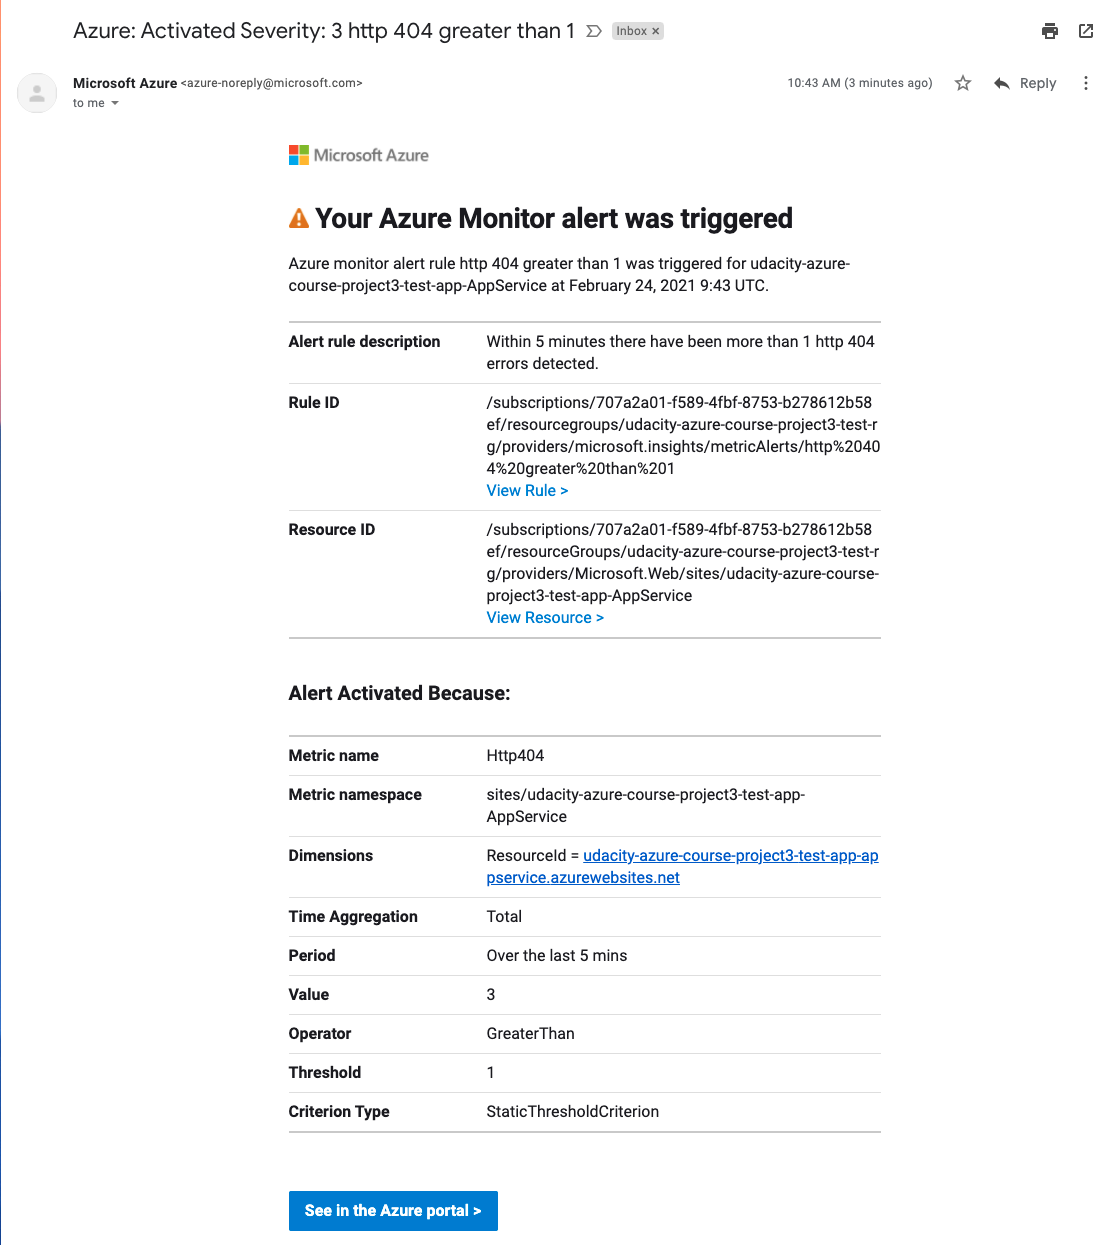 Azure: Activated Severity: 3 http 404 greater than 1 Inbox ×
Microsoft Azure <azure-noreply@microsoft.com> 10:43 AM (3 minutes ago) Reply
to me
Microsoft Azure
Your Azure Monitor alert was triggered
Azure monitor alert rule http 404 greater than 1 was triggered for udacity-azure-
course-project3-test-app-AppService at February 24, 2021 9:43 UTC.
Alert rule description Within 5 minutes there have been more than 1 http 404
errors detected.
Rule ID /subscriptions/707a2a01-f589-4fbf-8753-b278612b58
ef/resourcegroups/udacity-azure-course-project3-test-r
g/providers/microsoft.insights/metricAlerts/http%2040
4%20greater%20than%201
View Rule >
Resource ID /subscriptions/707a2a01-f589-4fbf-8753-b278612b58
ef/resourceGroups/udacity-azure-course-project3-test-r
g/providers/Microsoft.Web/sites/udacity-azure-course-
project3-test-app-AppService
View Resource >
Alert Activated Because:
Metric name Http404
Metric namespace sites/udacity-azure-course-project3-test-app-
AppService
Dimensions ResourceId = udacity-azure-course-project3-test-app-ap
pservice.azurewebsites.net
Time Aggregation Total
Period Over the last 5 mins
Value 3
Operator GreaterThan
Threshold 1
Criterion Type StaticThresholdCriterion
See in the Azure portal >